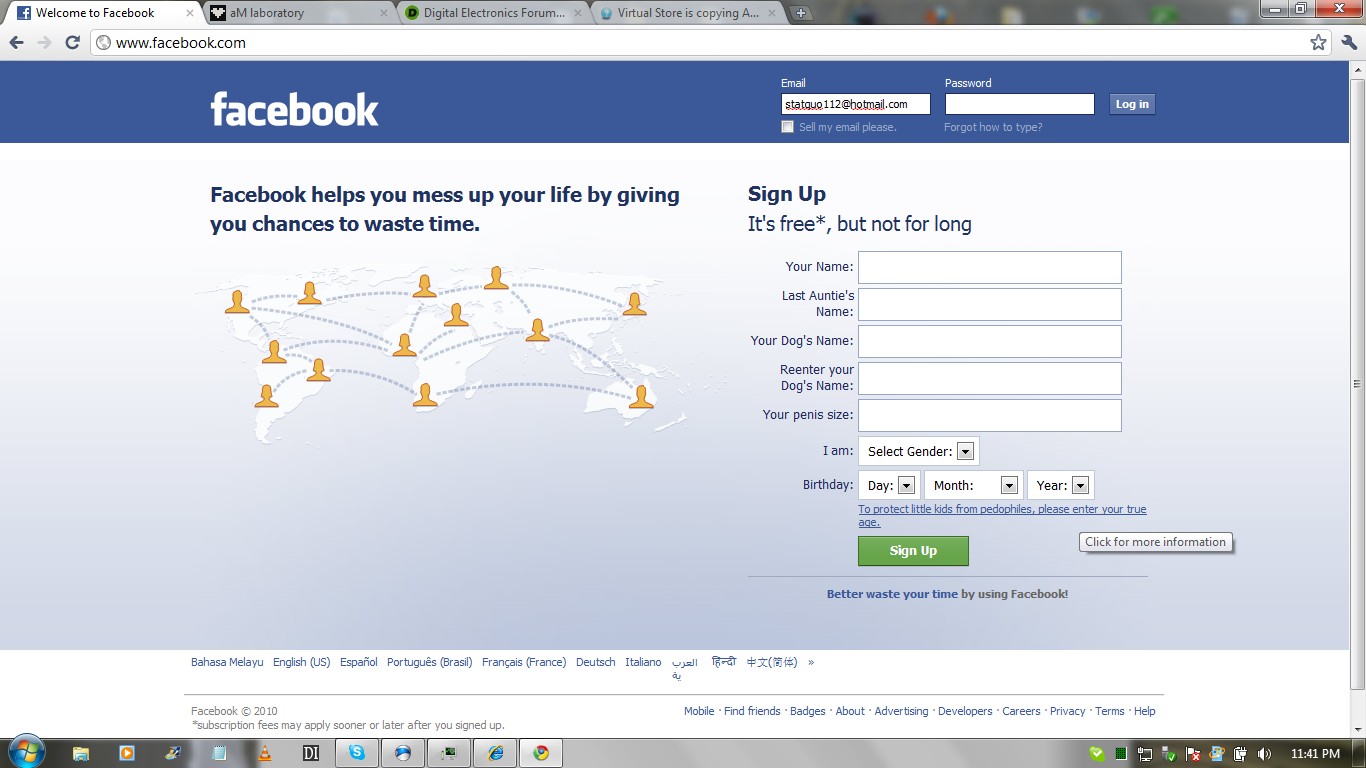 Welcome to Facebook
aM laboratory
Digital Electronics Forum...
Virtual Store is copying A...
www.facebook.com
facebook
Email
Password
statquo112@hotmail.com
Log in
Sell my email please.
Forgot how to type?
Facebook helps you mess up your life by giving
you chances to waste time.
Sign Up
It's free*, but not for long
Your Name:
Last Auntie's
Name:
Your Dog's Name:
Reenter your
Dog's Name:
Your penis size:
I am:
Select Gender:
Birthday:
Day:
Month:
Year:
To protect little kids from pedophiles, please enter your true
age.
Click for more information
Sign Up
Better waste your time by using Facebook!
Bahasa Melayu English (US) Español Português (Brasil) Français (France) Deutsch Italiano العرب
ية
हिन्दी 中文(简体) »
Facebook © 2010
Mobile · Find friends · Badges · About · Advertising · Developers · Careers · Privacy · Terms · Help
*subscription fees may apply sooner or later after you signed up.
DI
11:41 PM